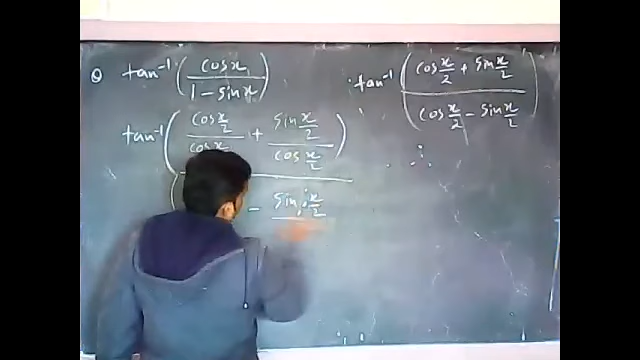 Q tan⁻¹ ( cos x / 1 - sin x )
tan⁻¹ ( cos x/2 + sin x/2
cos x/2 - sin x/2 )
tan⁻¹ ( cos x/2 / cos + sin x/2 / cos x/2 )
- sin x/2
∴